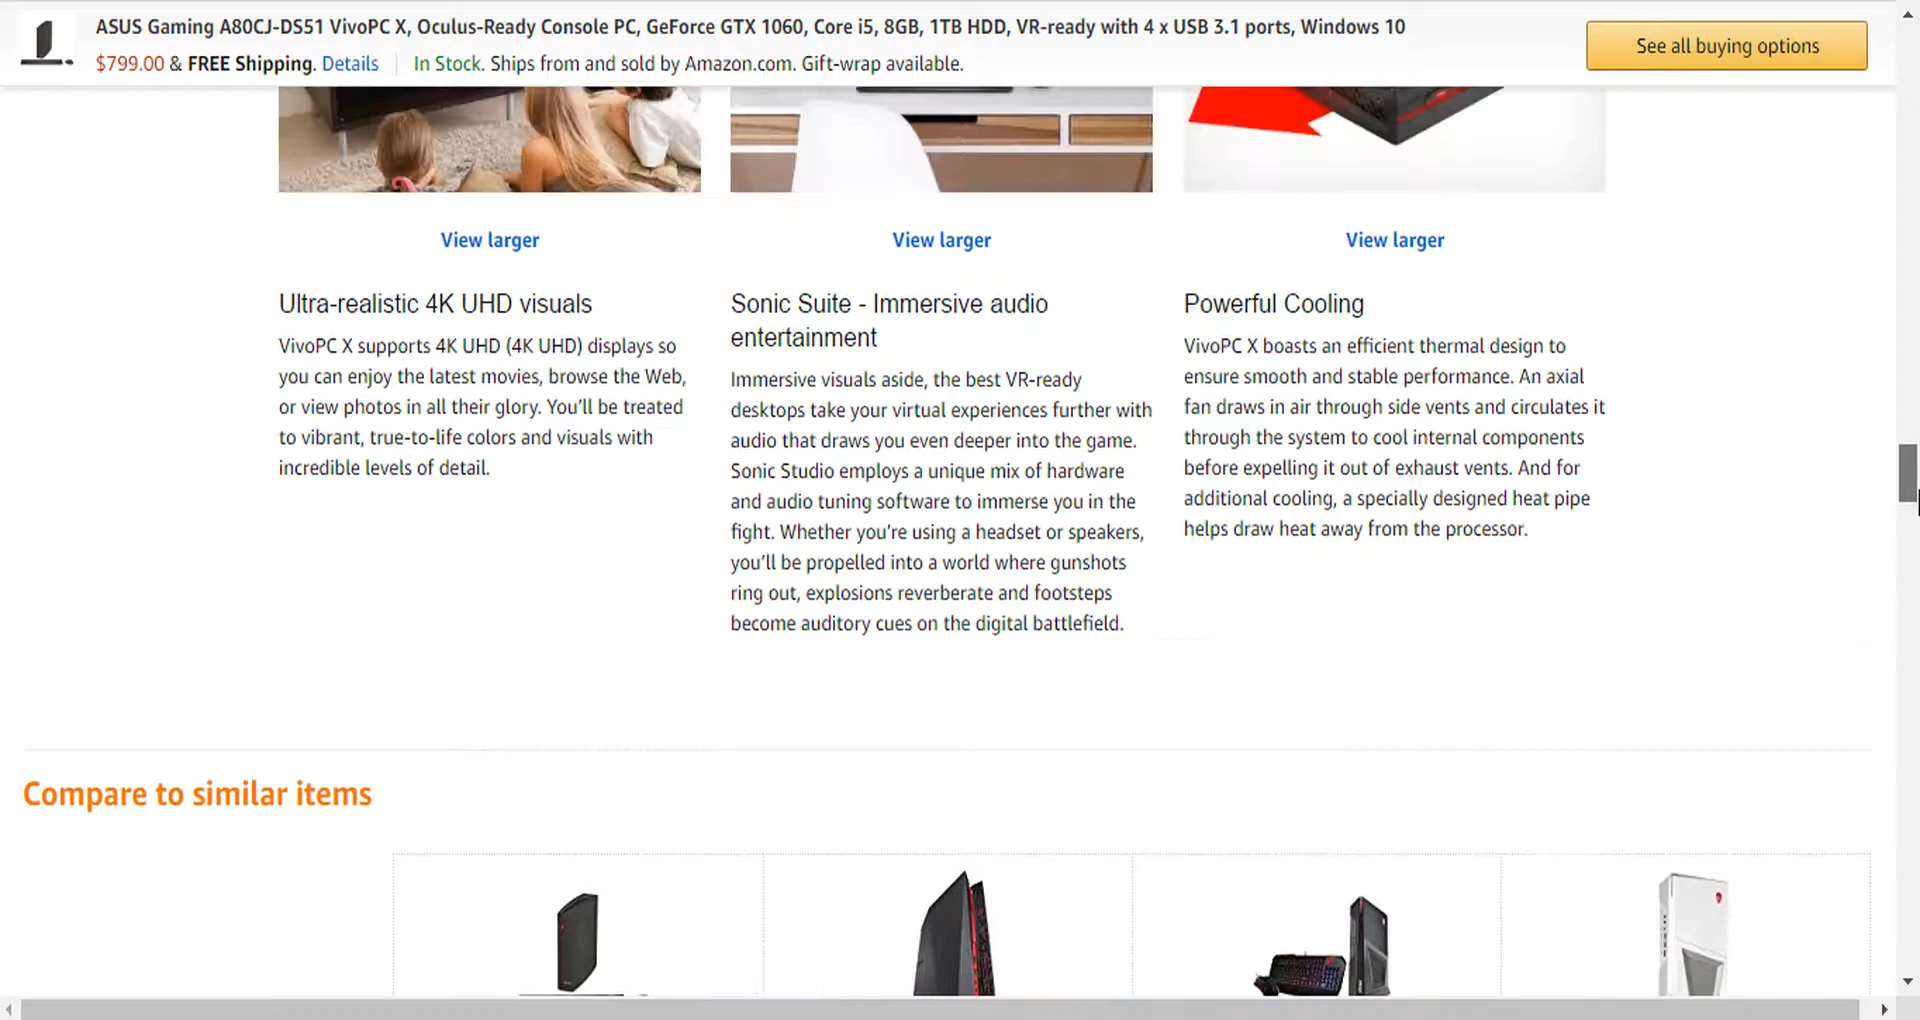 ASUS Gaming A80CJ-DS51 VivoPC X, Oculus-Ready Console PC, GeForce GTX 1060, Core i5, 8GB, 1TB HDD, VR-ready with 4 x USB 3.1 ports, Windows 10
$799.00 & FREE Shipping. Details
In Stock. Ships from and sold by Amazon.com. Gift-wrap available.
See all buying options
View larger
Ultra-realistic 4K UHD visuals
VivoPC X supports 4K UHD (4K UHD) displays so
you can enjoy the latest movies, browse the Web,
or view photos in all their glory. You’ll be treated
to vibrant, true-to-life colors and visuals with
incredible levels of detail.
View larger
Sonic Suite - Immersive audio
entertainment
Immersive visuals aside, the best VR-ready
desktops take your virtual experiences further with
audio that draws you even deeper into the game.
Sonic Studio employs a unique mix of hardware
and audio tuning software to immerse you in the
fight. Whether you’re using a headset or speakers,
you’ll be propelled into a world where gunshots
ring out, explosions reverberate and footsteps
become auditory cues on the digital battlefield.
View larger
Powerful Cooling
VivoPC X boasts an efficient thermal design to
ensure smooth and stable performance. An axial
fan draws in air through side vents and circulates it
through the system to cool internal components
before expelling it out of exhaust vents. And for
additional cooling, a specially designed heat pipe
helps draw heat away from the processor.
Compare to similar items